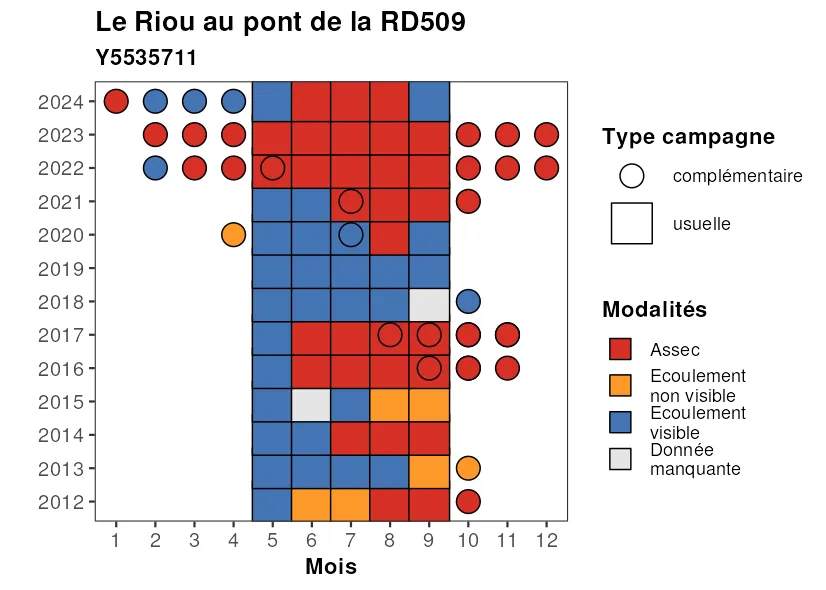 Le Riou au pont de la RD509
Y5535711
2024
2023
2022
2021
2020
2019
2018
2017
2016
2015
2014
2013
2012
1 2 3 4 5 6 7 8 9 10 11 12
Mois
Type campagne
complémentaire
usuelle
Modalités
Assec
Ecoulement
non visible
Ecoulement
visible
Donnée
manquante